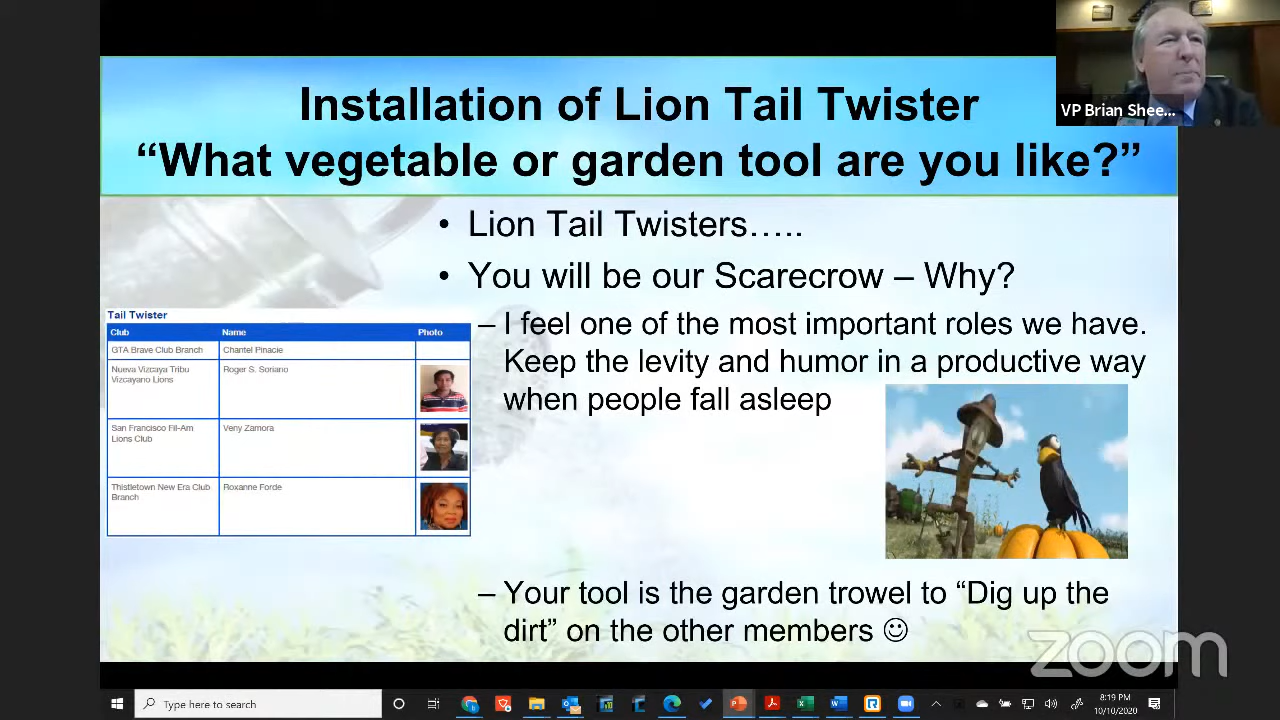 Installation of Lion Tail Twister
“What vegetable or garden tool are you like?”
VP Brian Shee...
• Lion Tail Twisters…..
• You will be our Scarecrow – Why?
– I feel one of the most important roles we have.
Keep the levity and humor in a productive way
when people fall asleep
Tail Twister
Club Name Photo
GTA Brave Club Branch Chantel Pinacie
Nueva Vizcaya Tribu Roger S. Soriano
Vizcayano Lions
San Francisco Fil-Am Veny Zamora
Lions Club
Thistletown New Era Club Roxanne Forde
Branch
– Your tool is the garden trowel to “Dig up the
dirt” on the other members ☺
zoom
Type here to search
8:19 PM
10/10/2020